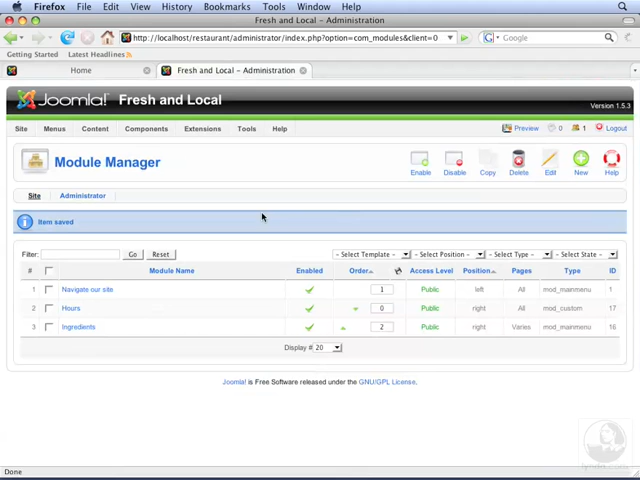 Firefox File Edit View History Bookmarks Tools Window Help
Fresh and Local - Administration
http://localhost/restaurant/administrator/index.php?option=com_modules&client=0
Google
Getting Started Latest Headlines
Home Fresh and Local - Administration
Joomla! Fresh and Local Version 1.5.3
Site Menus Content Components Extensions Tools Help Preview 0 1 Logout
Module Manager
Enable Disable Copy Delete Edit New Help
Site Administrator
Item saved
Filter: Go Reset - Select Template - - Select Position - - Select Type - - Select State -
# Module Name Enabled Order Access Level Position Pages Type ID
1 Navigate our site 1 Public left All mod_mainmenu 1
2 Hours 0 Public right All mod_custom 17
3 Ingredients 2 Public right Varies mod_mainmenu 16
Display # 20
Joomla! is Free Software released under the GNU/GPL License.
lynda.com
Done